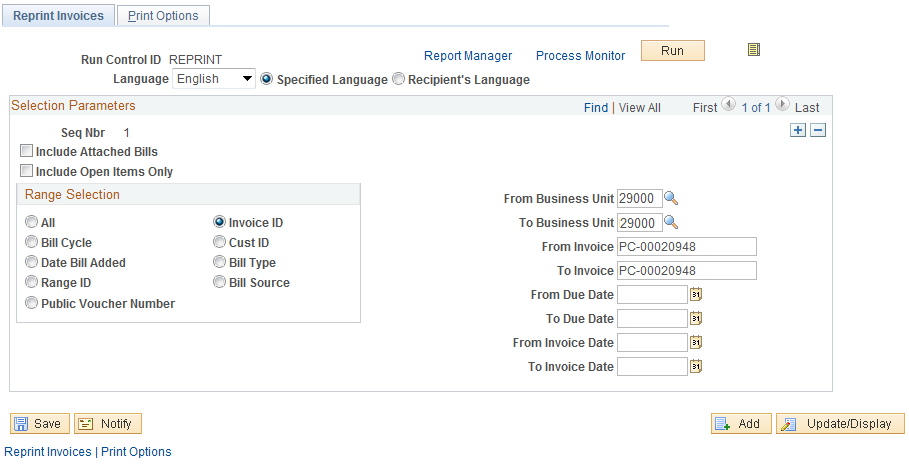 Reprint Invoices Print Options
Run Control ID REPRINT Report Manager Process Monitor Run
Language English Specified Language Recipient's Language
Selection Parameters Find | View All First 1 of 1 Last
Seq Nbr 1
Include Attached Bills
Include Open Items Only
Range Selection
All Invoice ID
Bill Cycle Cust ID
Date Bill Added Bill Type
Range ID Bill Source
Public Voucher Number
From Business Unit 29000
To Business Unit 29000
From Invoice PC-00020948
To Invoice PC-00020948
From Due Date 31
To Due Date 31
From Invoice Date 31
To Invoice Date 31
Save Notify Add Update/Display
Reprint Invoices | Print Options